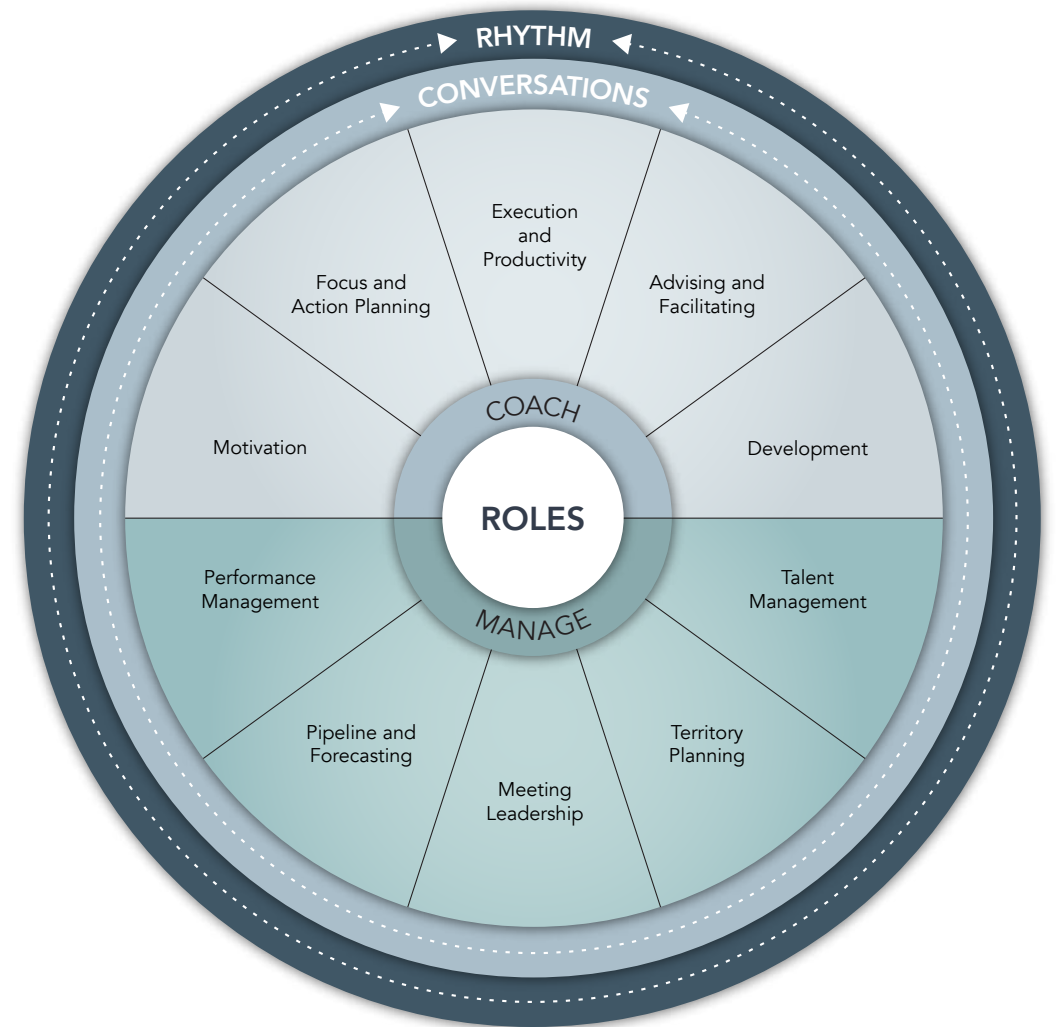 RHYTHM
CONVERSATIONS
Execution
and
Productivity
Focus and
Action Planning
Advising and
Facilitating
Motivation
Development
COACH
ROLES
MANAGE
Performance
Management
Talent
Management
Pipeline and
Forecasting
Territory
Planning
Meeting
Leadership